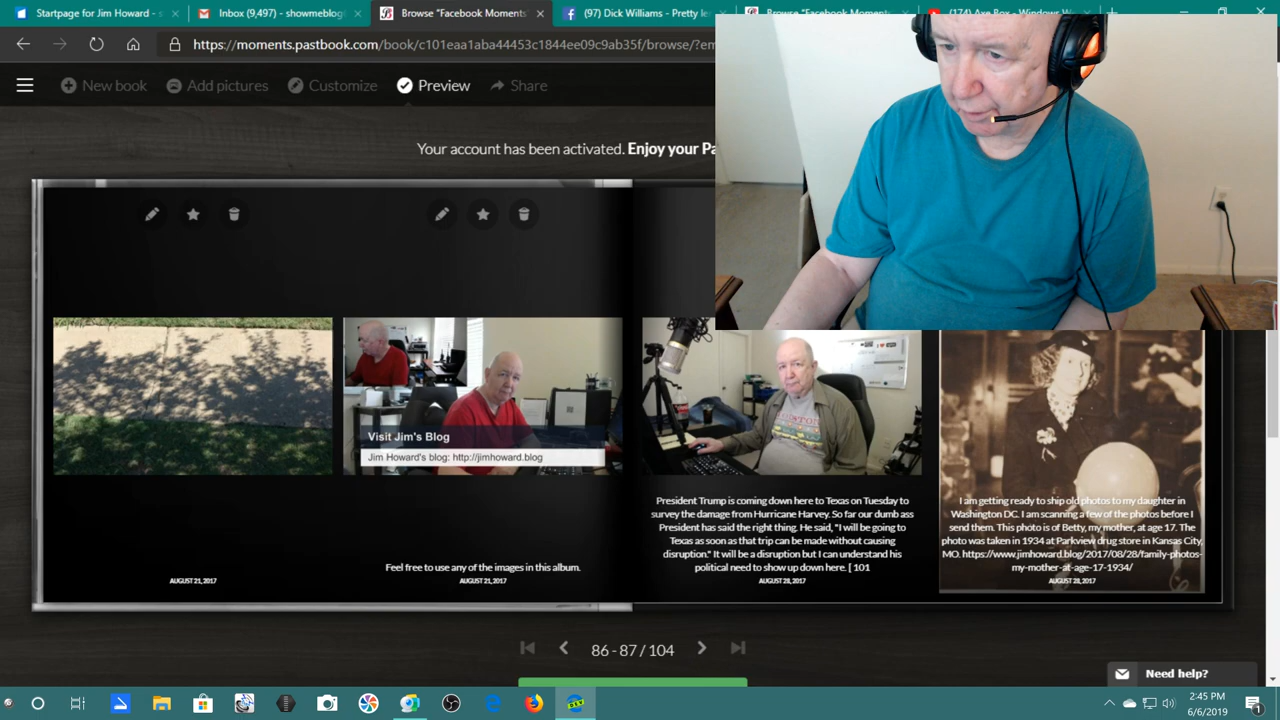 Startpage for Jim Howard - s
Inbox (9,497) - showmeblog
Browse "Facebook Moments
(97) Dick Williams - Pretty le
Browse "Facebook Moments
(174) Axe Box - Windows W
https://moments.pastbook.com/book/c101eaa1aba44453c1844ee09c9ab35f/browse/?em
New book
Add pictures
Customize
Preview
Share
Your account has been activated. Enjoy your Pa
Visit Jim's Blog
Jim Howard's blog: http://jimhoward.blog
AUGUST 21, 2017
Feel free to use any of the images in this album.
AUGUST 21, 2017
President Trump is coming down here to Texas on Tuesday to
survey the damage from Hurricane Harvey. So far our dumb ass
President has said the right thing. He said, "I will be going to
Texas as soon as that trip can be made without causing
disruption." It will be a disruption but I can understand his
political need to show up down here. [ 101
AUGUST 28, 2017
I am getting ready to ship old photos to my daughter in
Washington DC. I am scanning a few of the photos before I
send them. This photo is of Betty, my mother, at age 17. The
photo was taken in 1934 at Parkview drug store in Kansas City,
MO. https://www.jimhoward.blog/2017/08/28/family-photos-
my-mother-at-age-17-1934/
AUGUST 28, 2017
86 - 87 / 104
Need help?
2:45 PM
6/6/2019
1